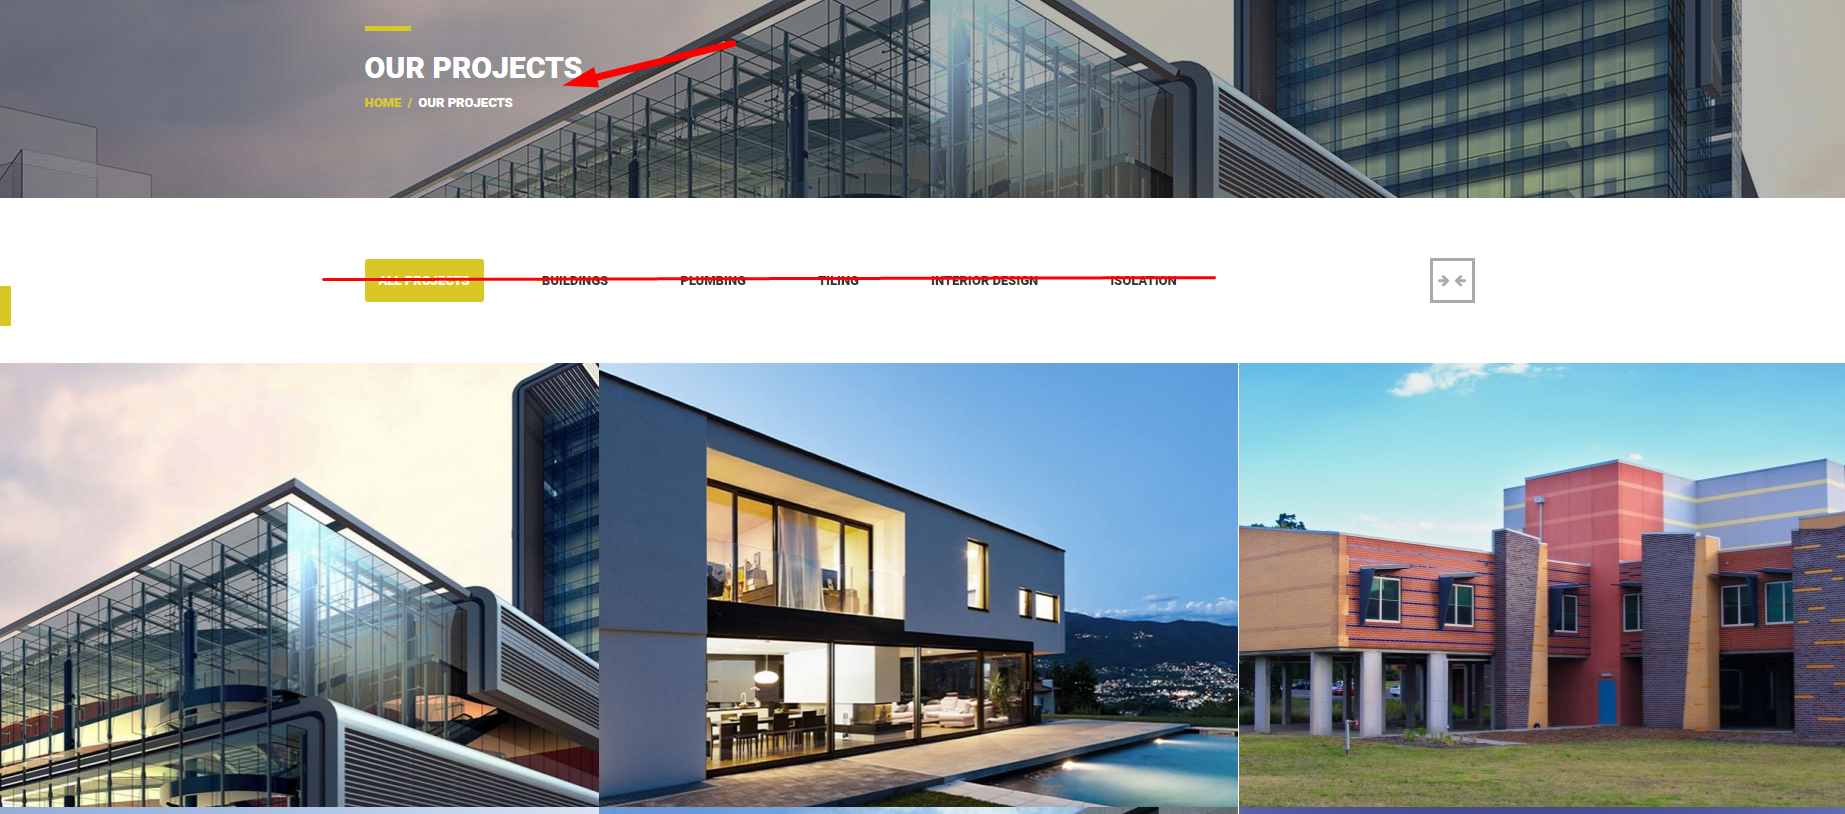 OUR PROJECTS
HOME / OUR PROJECTS
ALL PROJECTS BUILDINGS PLUMBING TILING INTERIOR DESIGN ISOLATION